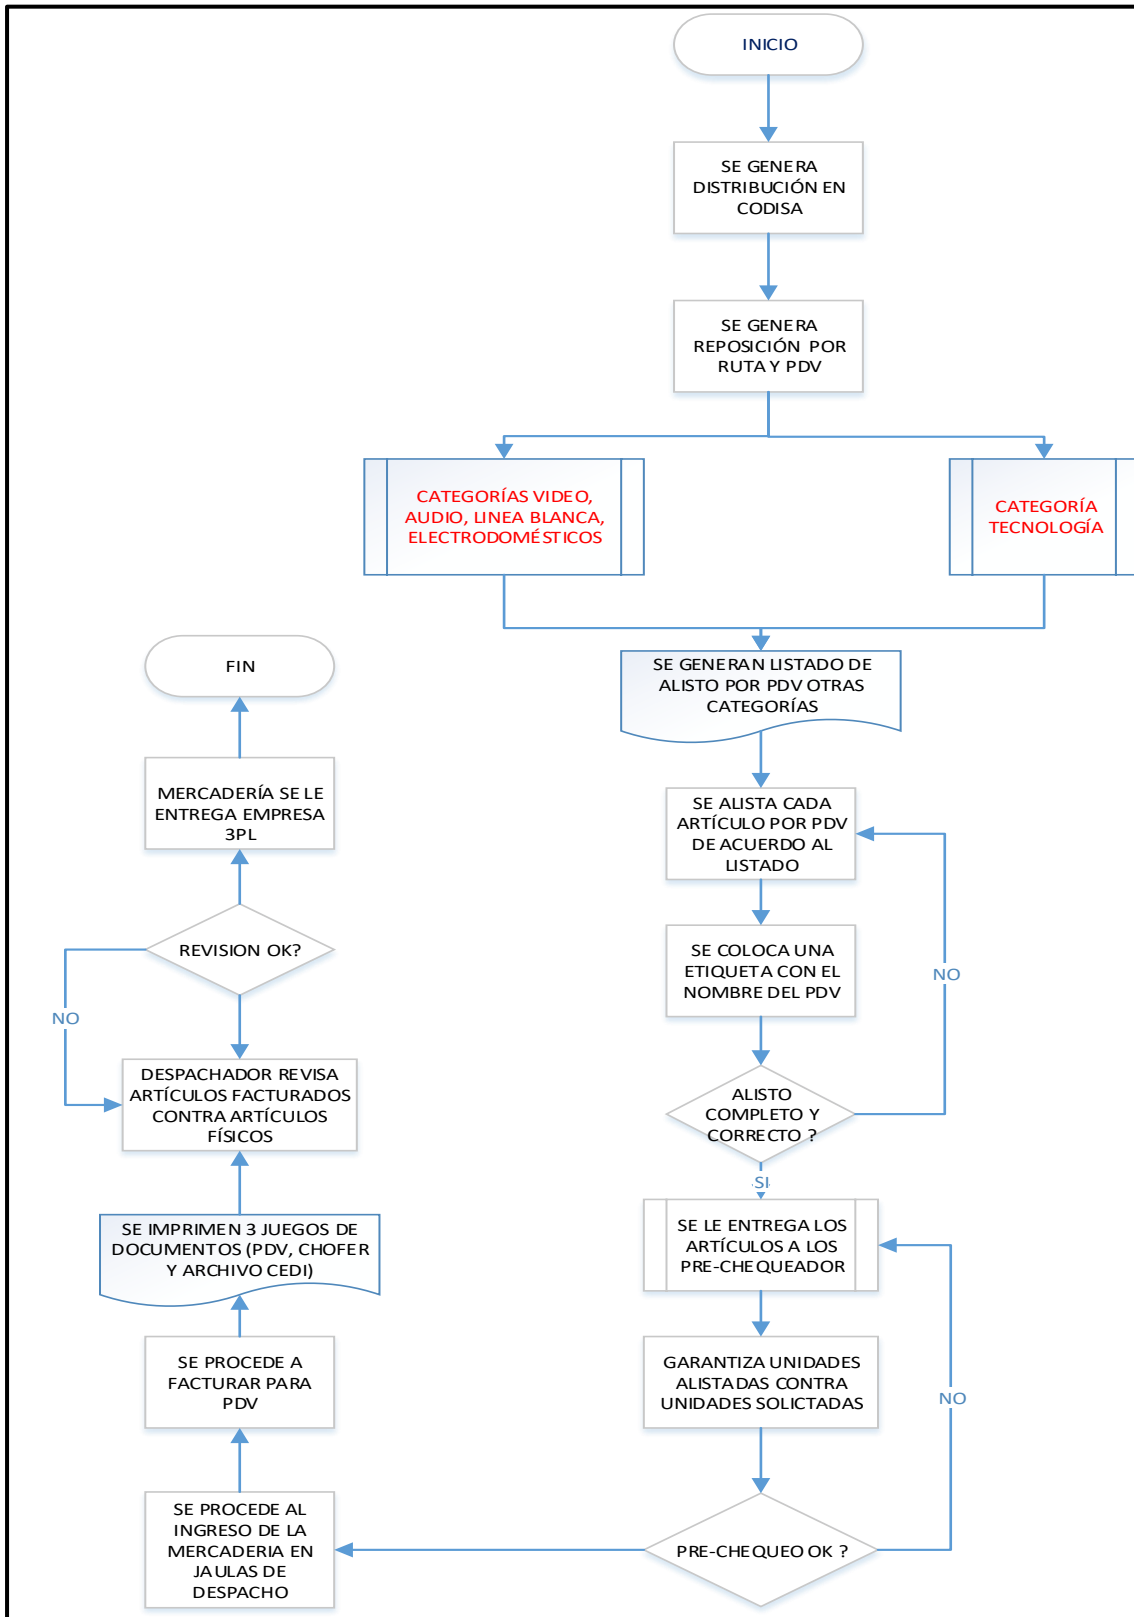 INICIO
SE GENERA
DISTRIBUCIÓN EN
CODISA
SE GENERA
REPOSICIÓN POR
RUTA Y PDV
CATEGORÍAS VIDEO,
AUDIO, LINEA BLANCA,
ELECTRODOMÉSTICOS
CATEGORÍA
TECNOLOGÍA
SE GENERAN LISTADO DE
ALISTO POR PDV OTRAS
CATEGORÍAS
SE ALISTA CADA
ARTÍCULO POR PDV
DE ACUERDO AL
LISTADO
SE COLOCA UNA
ETIQUETA CON EL
NOMBRE DEL PDV
NO
ALISTO
COMPLETO Y
CORRECTO ?
SI
SE LE ENTREGA LOS
ARTÍCULOS A LOS
PRE-CHEQUEADOR
GARANTIZA UNIDADES
ALISTADAS CONTRA
UNIDADES SOLICTADAS
NO
PRE-CHEQUEO OK ?
SE PROCEDE AL
INGRESO DE LA
MERCADERIA EN
JAULAS DE
DESPACHO
SE PROCEDE A
FACTURAR PARA
PDV
SE IMPRIMEN 3 JUEGOS DE
DOCUMENTOS (PDV, CHOFER
Y ARCHIVO CEDI)
DESPACHADOR REVISA
ARTÍCULOS FACTURADOS
CONTRA ARTÍCULOS
FÍSICOS
NO
REVISION OK?
MERCADERÍA SE LE
ENTREGA EMPRESA
3PL
FIN